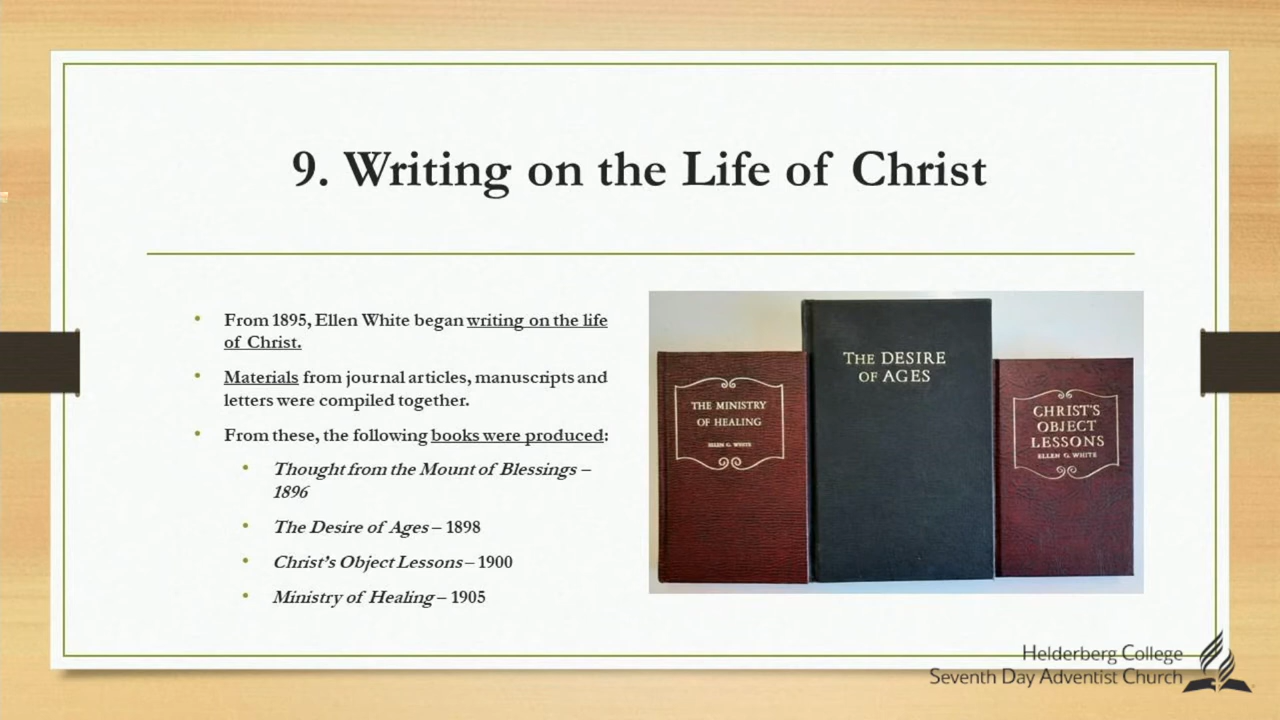 9. Writing on the Life of Christ
• From 1895, Ellen White began writing on the life
of Christ.
• Materials from journal articles, manuscripts and
letters were compiled together.
• From these, the following books were produced:
• Thought from the Mount of Blessings –
1896
• The Desire of Ages – 1898
• Christ's Object Lessons – 1900
• Ministry of Healing – 1905
THE MINISTRY
OF HEALING
ELLEN G. WHITE
THE DESIRE
OF AGES
CHRIST'S
OBJECT
LESSONS
ELLEN G. WHITE
Helderberg College
Seventh Day Adventist Church